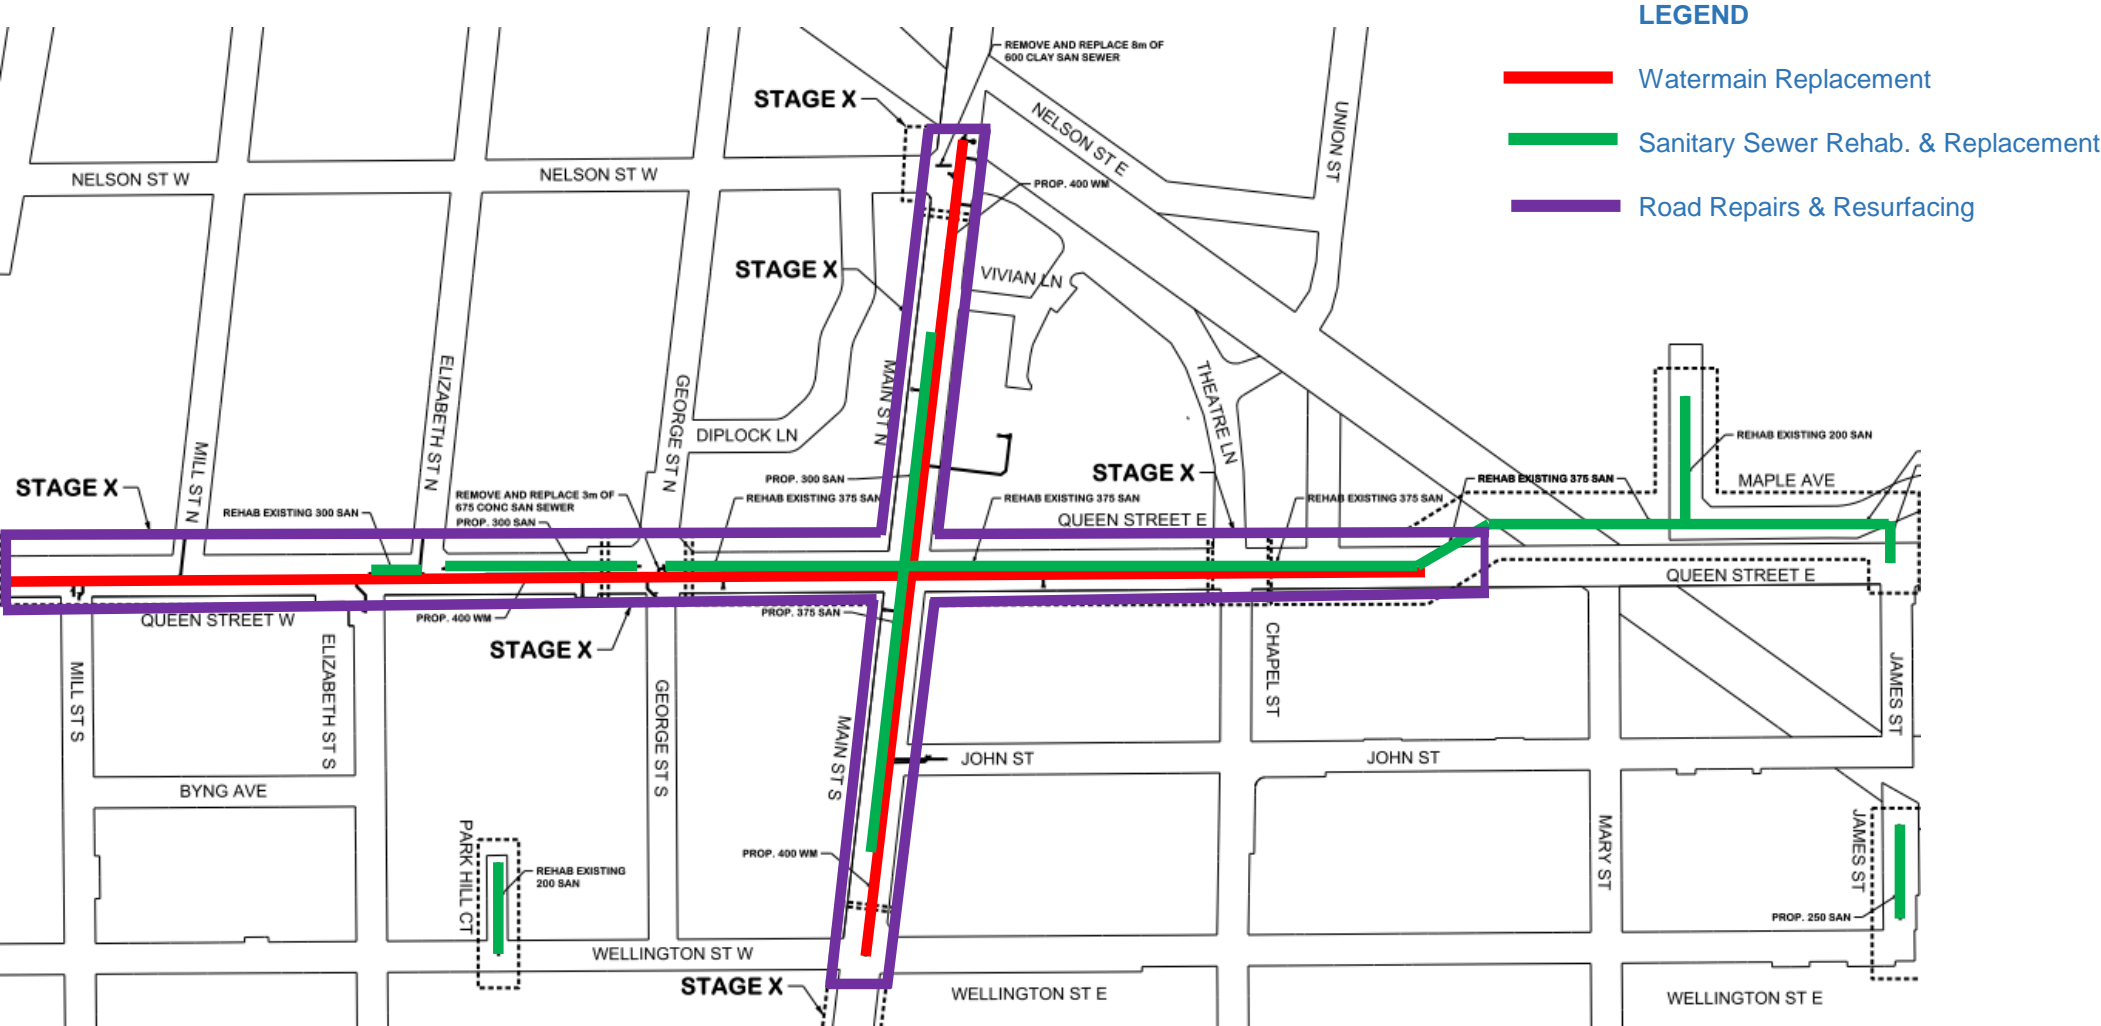 LEGEND
Watermain Replacement
Sanitary Sewer Rehab. & Replacement
Road Repairs & Resurfacing
REMOVE AND REPLACE 8m OF
600 CLAY SAN SEWER
STAGE X
NELSON ST E
UNION ST
NELSON ST W
NELSON ST W
PROP. 400 WM
STAGE X
VIVIAN LN
ELIZABETH ST N
GEORGE ST N
MAIN ST N
THEATRE LN
DIPLOCK LN
MILL ST N
REHAB EXISTING 200 SAN
STAGE X
PROP. 300 SAN
STAGE X
REHAB EXISTING 375 SAN
MAPLE AVE
REMOVE AND REPLACE 3m OF
675 CONC SAN SEWER
REHAB EXISTING 375 SAN
REHAB EXISTING 375 SAN
REHAB EXISTING 375 SAN
REHAB EXISTING 300 SAN
PROP. 300 SAN
QUEEN STREET E
QUEEN STREET E
QUEEN STREET W
PROP. 400 WM
PROP. 375 SAN
STAGE X
MILL ST S
ELIZABETH ST S
GEORGE ST S
MAIN ST S
CHAPEL ST
JAMES ST
JOHN ST
JOHN ST
BYNG AVE
PARK HILL CT
PROP. 400 WM
REHAB EXISTING
200 SAN
MARY ST
JAMES ST
PROP. 250 SAN
WELLINGTON ST W
STAGE X
WELLINGTON ST E
WELLINGTON ST E